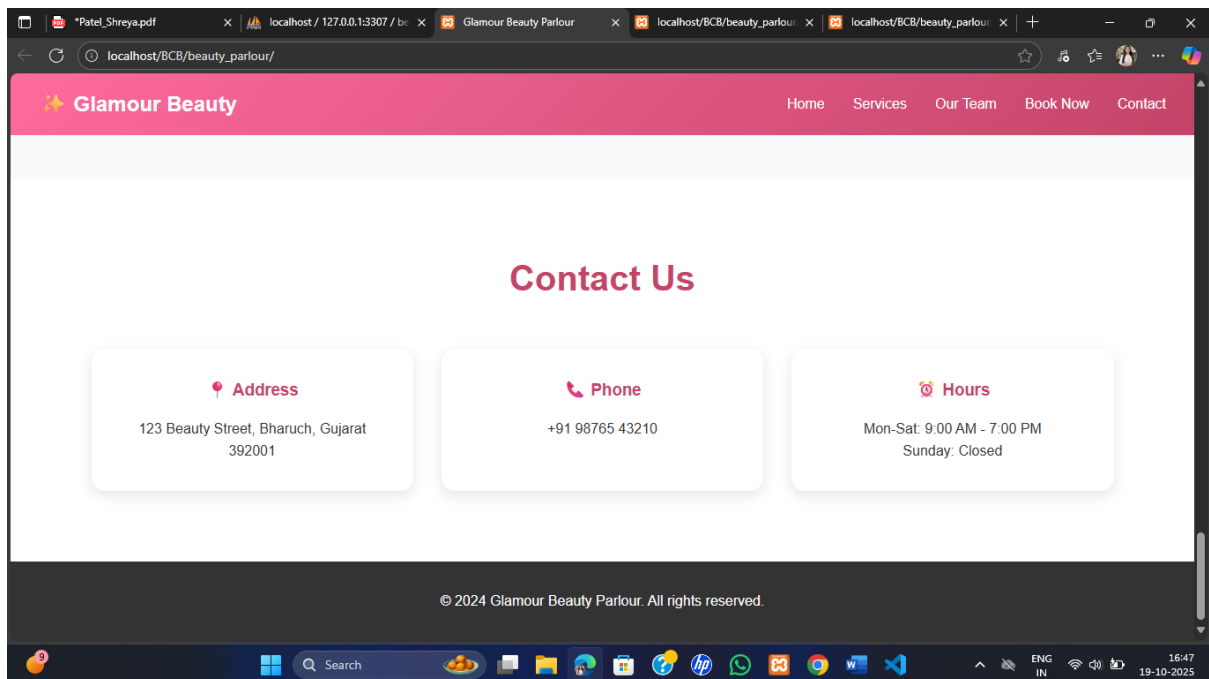 *Patel_Shreya.pdf
localhost / 127.0.0.1:3307 / be
Glamour Beauty Parlour
localhost/BCB/beauty_parlour
localhost/BCB/beauty_parlour
localhost/BCB/beauty_parlour/
Glamour Beauty
Home Services Our Team Book Now Contact
Contact Us
Address
123 Beauty Street, Bharuch, Gujarat
392001
Phone
+91 98765 43210
Hours
Mon-Sat: 9:00 AM - 7:00 PM
Sunday: Closed
© 2024 Glamour Beauty Parlour. All rights reserved.
9
Search
ENG
IN
16:47
19-10-2025